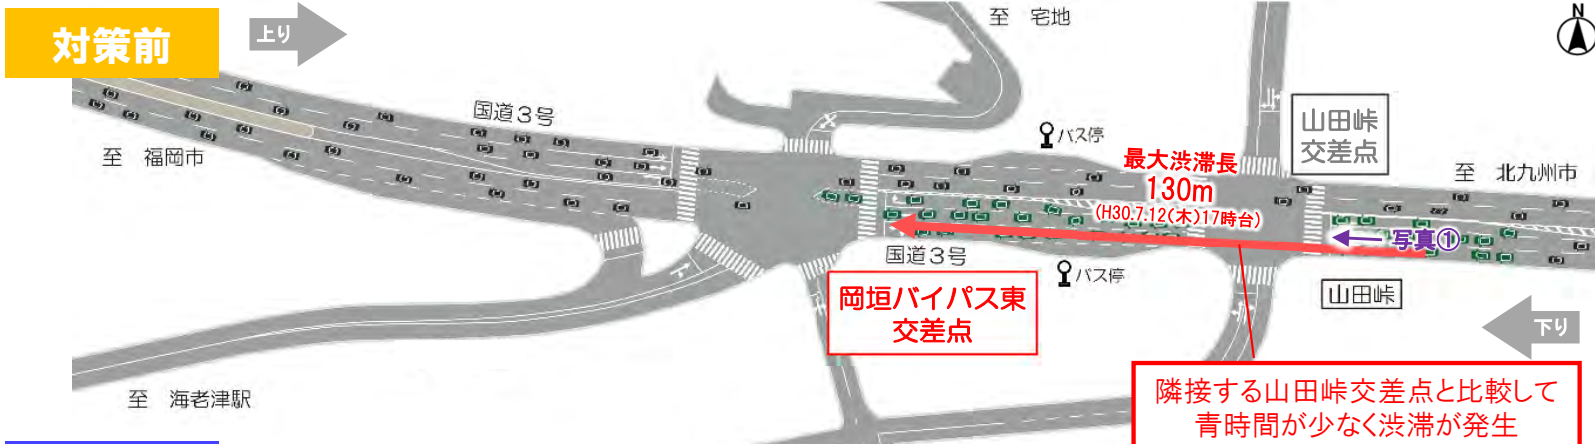 対策前
上り
至 宅地
N
国道3号
至 福岡市
バス停
山田峠
交差点
最大渋滞長
130m
(H30.7.12(木)17時台)
至 北九州市
写真①
国道3号
バス停
岡垣バイパス東
交差点
山田峠
下り
至 海老津駅
隣接する山田峠交差点と比較して
青時間が少なく渋滞が発生